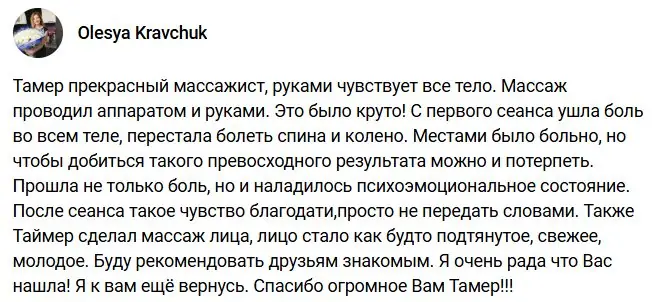 Olesya Kravchuk
Тамер прекрасный массажист, руками чувствует все тело. Массаж
проводил аппаратом и руками. Это было круто! С первого сеанса ушла боль
во всем теле, перестала болеть спина и колено. Местами было больно, но
чтобы добиться такого превосходного результата можно и потерпеть.
Прошла не только боль, но и наладилось психоэмоциональное состояние.
После сеанса такое чувство благодати,просто не передать словами. Также
Таймер сделал массаж лица, лицо стало как будто подтянутое, свежее,
молодое. Буду рекомендовать друзьям знакомым. Я очень рада что Вас
нашла! Я к вам ещё вернусь. Спасибо огромное Вам Тамер!!!